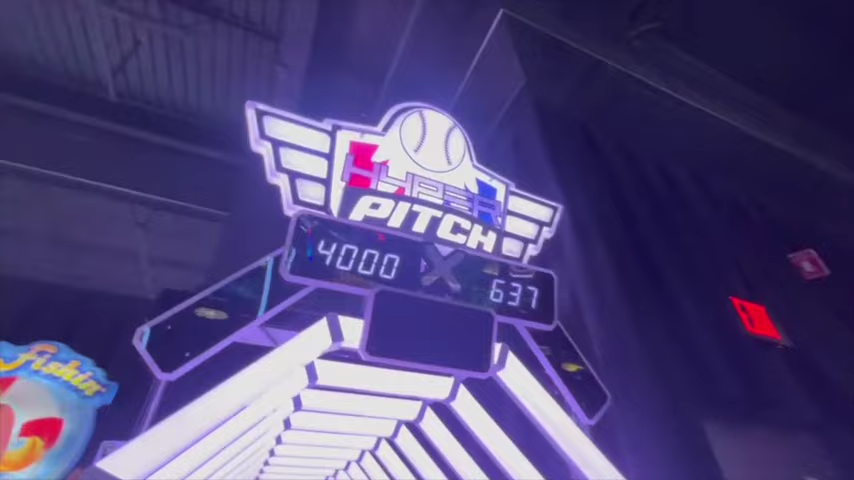 HYPER
PITCH
4000
637
fishin'